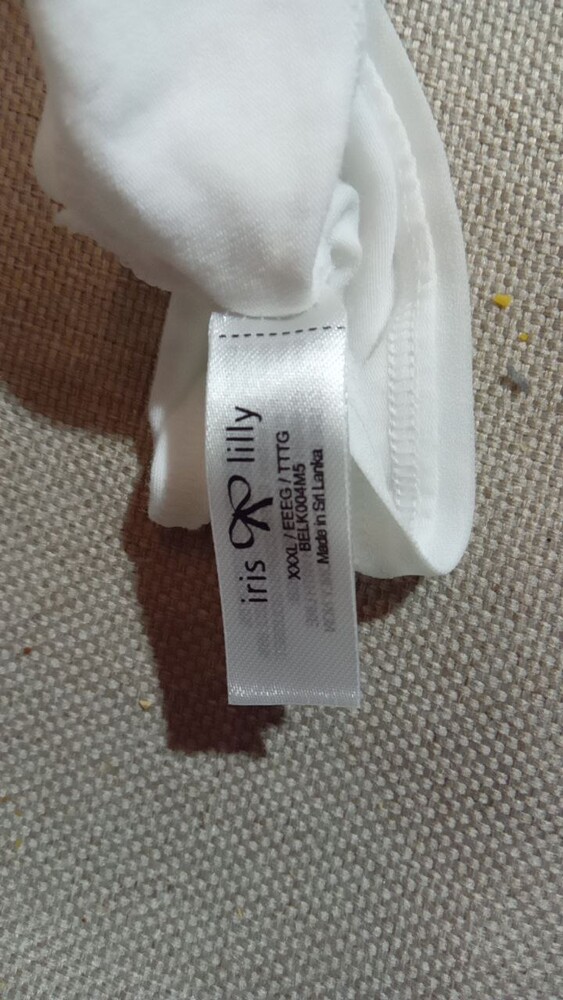 iris lilly
XXXL / EEEG / TTTG
BELK004M5
Made in Sri Lanka